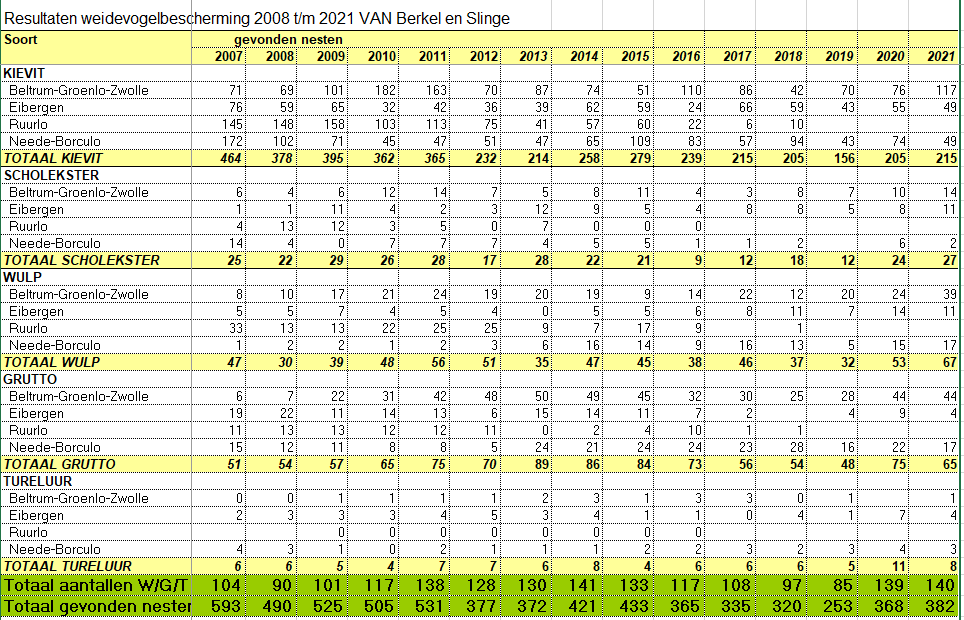 Resultaten weidevogelbescherming 2008 t/m 2021 VAN Berkel en Slinge
Soort gevonden nesten
2007 2008 2009 2010 2011 2012 2013 2014 2015 2016 2017 2018 2019 2020 2021
KIEVIT
Beltrum-Groenlo-Zwolle 71 69 101 182 163 70 87 74 51 110 86 42 70 76 117
Eibergen 76 59 65 32 42 36 39 62 59 24 66 59 43 55 49
Ruurlo 145 148 158 103 113 75 41 57 60 22 6 10
Neede-Borculo 172 102 71 45 47 51 47 65 109 83 57 94 43 74 49
TOTAAL KIEVIT 464 378 395 362 365 232 214 258 279 239 215 205 156 205 215
SCHOLEKSTER
Beltrum-Groenlo-Zwolle 6 4 6 12 14 7 5 8 11 4 3 8 7 10 14
Eibergen 1 1 11 4 2 3 12 9 5 4 8 8 5 8 11
Ruurlo 4 13 12 3 5 0 7 0 0 0
Neede-Borculo 14 4 0 7 7 7 4 5 5 1 1 2 6 2
TOTAAL SCHOLEKSTER 25 22 29 26 28 17 28 22 21 9 12 18 12 24 27
WULP
Beltrum-Groenlo-Zwolle 8 10 17 21 24 19 20 19 9 14 22 12 20 24 39
Eibergen 5 5 7 4 5 4 0 5 5 6 8 11 7 14 11
Ruurlo 33 13 13 22 25 25 9 7 17 9 1
Neede-Borculo 1 2 2 1 2 3 6 16 14 9 16 13 5 15 17
TOTAAL WULP 47 30 39 48 56 51 35 47 45 38 46 37 32 53 67
GRUTTO
Beltrum-Groenlo-Zwolle 6 7 22 31 42 48 50 49 45 32 30 25 28 44 44
Eibergen 19 22 11 14 13 6 15 14 11 7 2 4 9 4
Ruurlo 11 13 13 12 12 11 0 2 4 10 1 1
Neede-Borculo 15 12 11 8 8 5 24 21 24 24 23 28 16 22 17
TOTAAL GRUTTO 51 54 57 65 75 70 89 86 84 73 56 54 48 75 65
TURELUUR
Beltrum-Groenlo-Zwolle 0 0 1 1 1 1 2 3 1 3 3 0 1 1
Eibergen 2 3 3 3 4 5 3 4 1 1 0 4 1 7 4
Ruurlo 0 0 0 0 0 0 0 0
Neede-Borculo 4 3 1 0 2 1 1 1 2 2 3 2 3 4 3
TOTAAL TURELUUR 6 6 5 4 7 7 6 8 4 6 6 6 5 11 8
Totaal aantallen W/G/T 104 90 101 117 138 128 130 141 133 117 108 97 85 139 140
Totaal gevonden nester 593 490 525 505 531 377 372 421 433 365 335 320 253 368 382